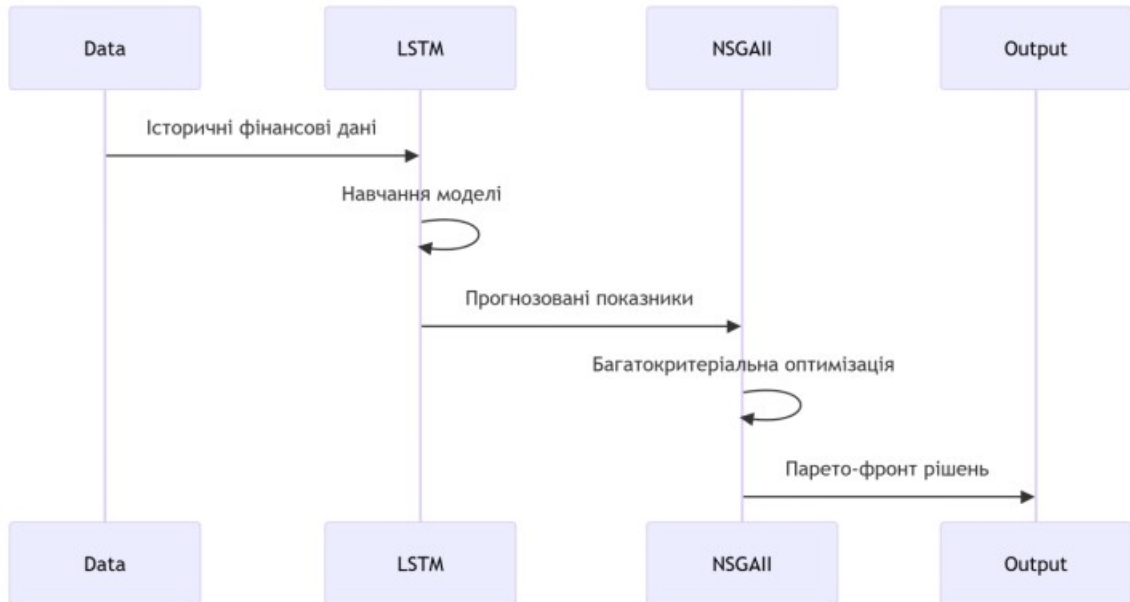 Data
LSTM
NSGAII
Output
Історичні фінансові дані
Навчання моделі
Прогнозовані показники
Багатокритеріальна оптимізація
Парето-фронт рішень
Data
LSTM
NSGAII
Output